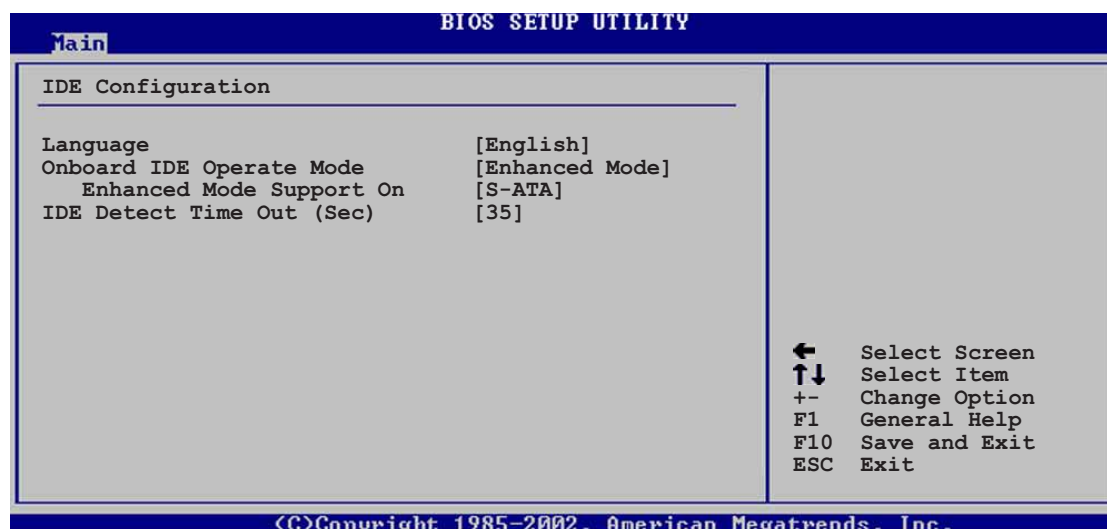 BIOS SETUP UTILITY
Main
IDE Configuration
Language [English]
Onboard IDE Operate Mode [Enhanced Mode]
Enhanced Mode Support On [S-ATA]
IDE Detect Time Out (Sec) [35]
← Select Screen
↑↓ Select Item
+- Change Option
F1 General Help
F10 Save and Exit
ESC Exit
(C)Copyright 1985-2002, American Megatrends, Inc.